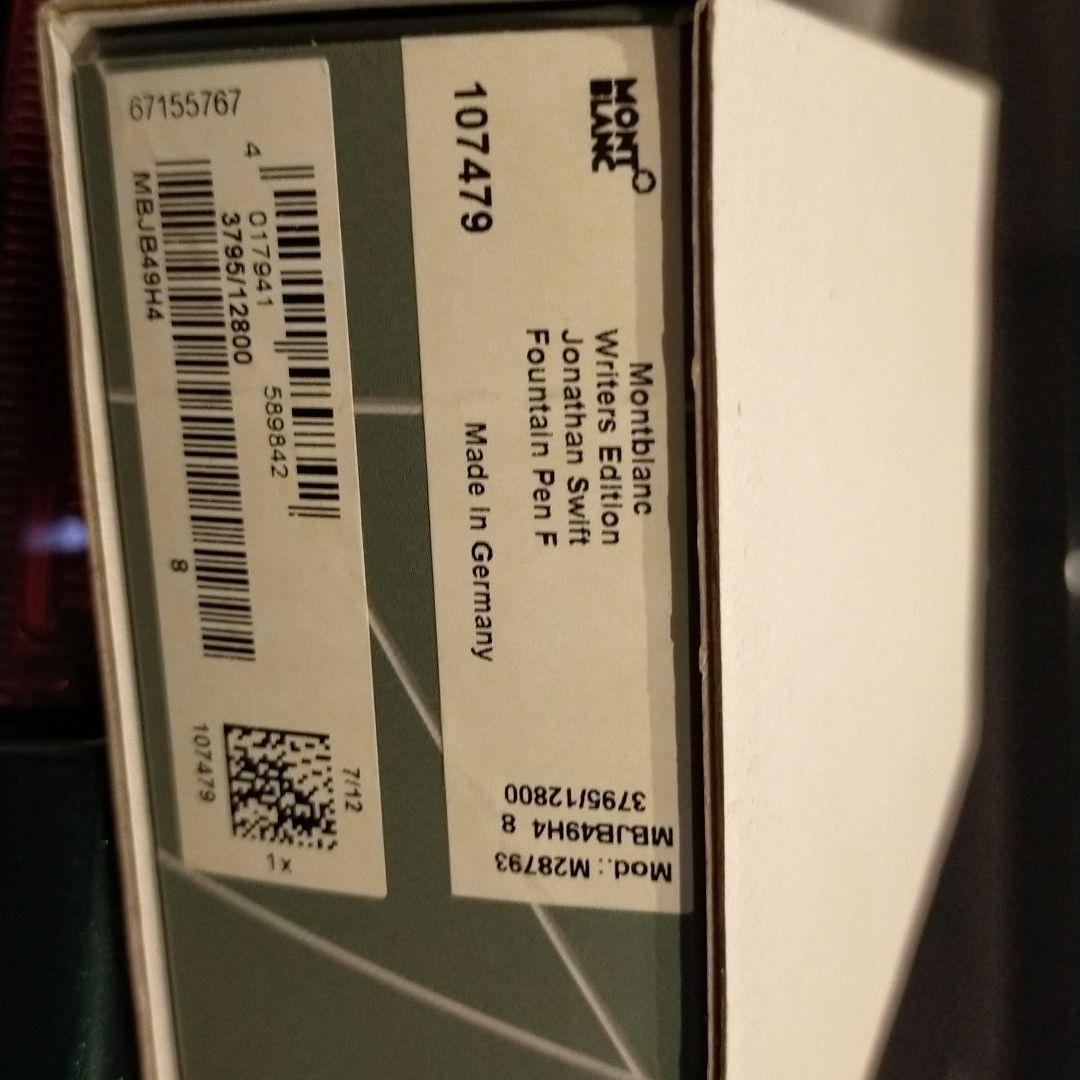 MONT
BLANC
107479
Montblanc
Writers Edition
Jonathan Swift
Fountain Pen F
Made in Germany
Mod.: M28793
MBJB49H4 8
3795/12800
67155767
4 017941 589842
3795/12800
MBJB49H4 8
7/12
107479
1x